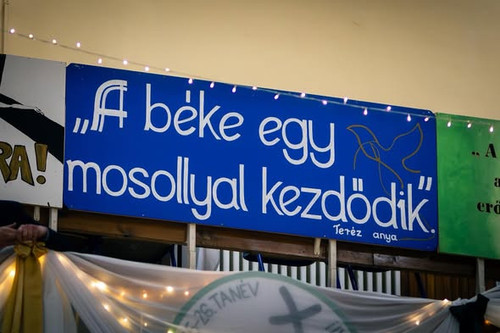 „A béke egy
mosollyal kezdődik”.
Teréz anya
RA!
„A
TANÉV